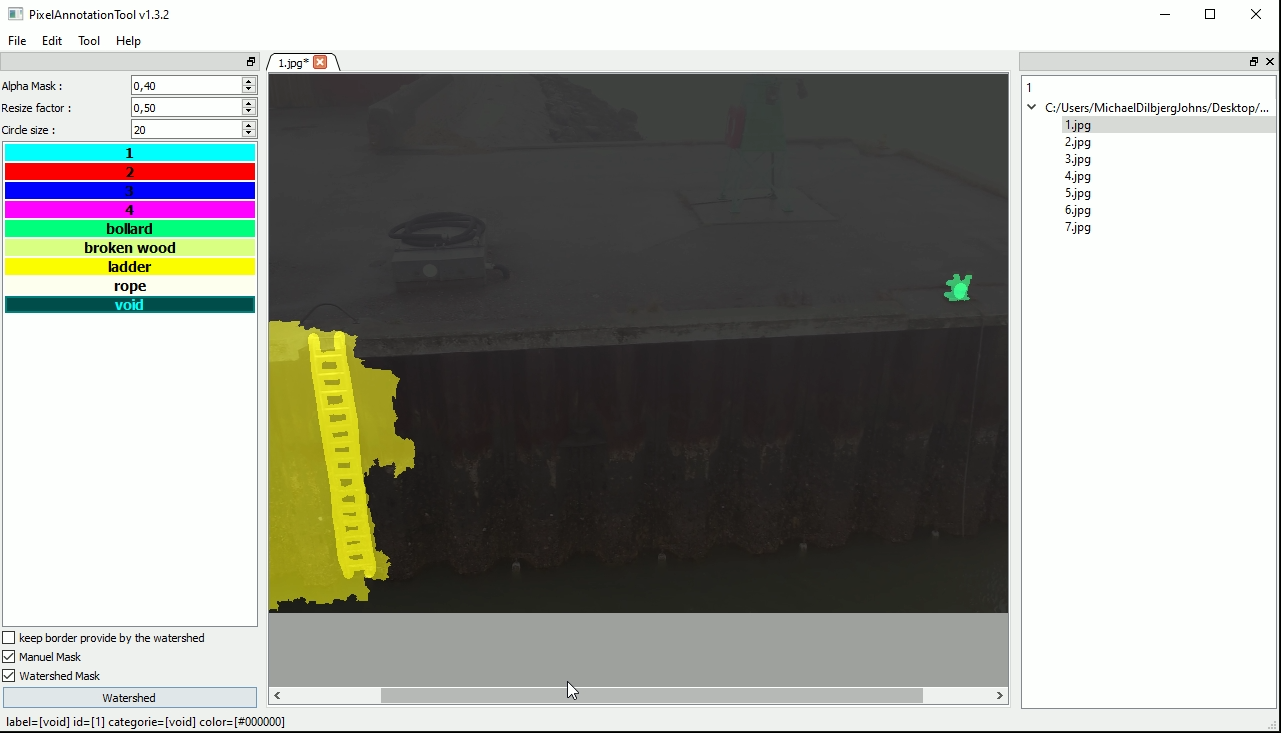 PixelAnnotationTool v1.3.2
File Edit Tool Help
1.jpg*
Alpha Mask : 0,40
Resize factor : 0,50
Circle size : 20
1
2
3
4
bollard
broken wood
ladder
rope
void
keep border provide by the watershed
Manuel Mask
Watershed Mask
Watershed
label=[void] id=[1] categorie=[void] color=[#000000]
1
C:/Users/MichaelDilbjergJohns/Desktop/...
1.jpg
2.jpg
3.jpg
4.jpg
5.jpg
6.jpg
7.jpg